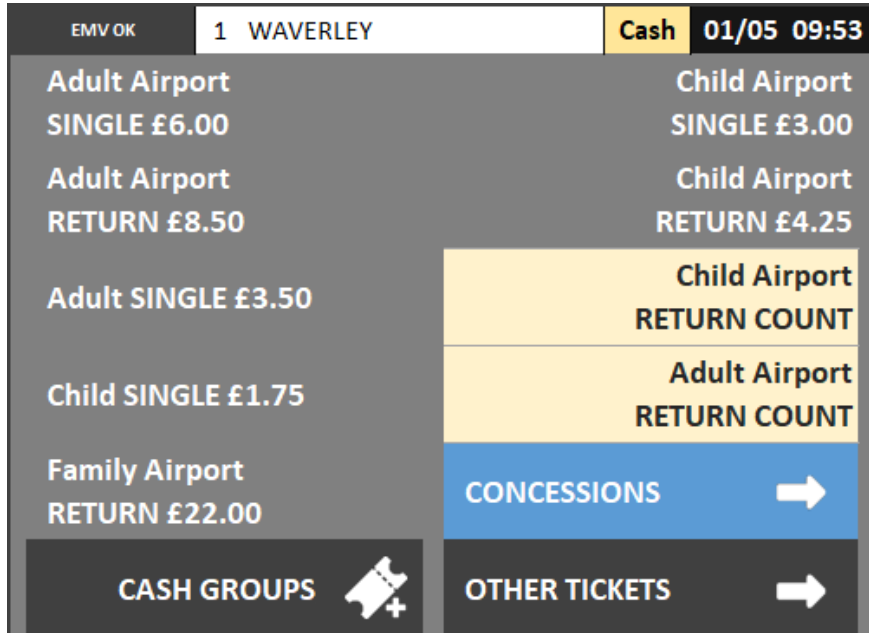 EMV OK 1 WAVERLEY Cash 01/05 09:53
Adult Airport
SINGLE £6.00
Child Airport
SINGLE £3.00
Adult Airport
RETURN £8.50
Child Airport
RETURN £4.25
Adult SINGLE £3.50
Child Airport
RETURN COUNT
Child SINGLE £1.75
Adult Airport
RETURN COUNT
Family Airport
RETURN £22.00
CONCESSIONS
CASH GROUPS
OTHER TICKETS